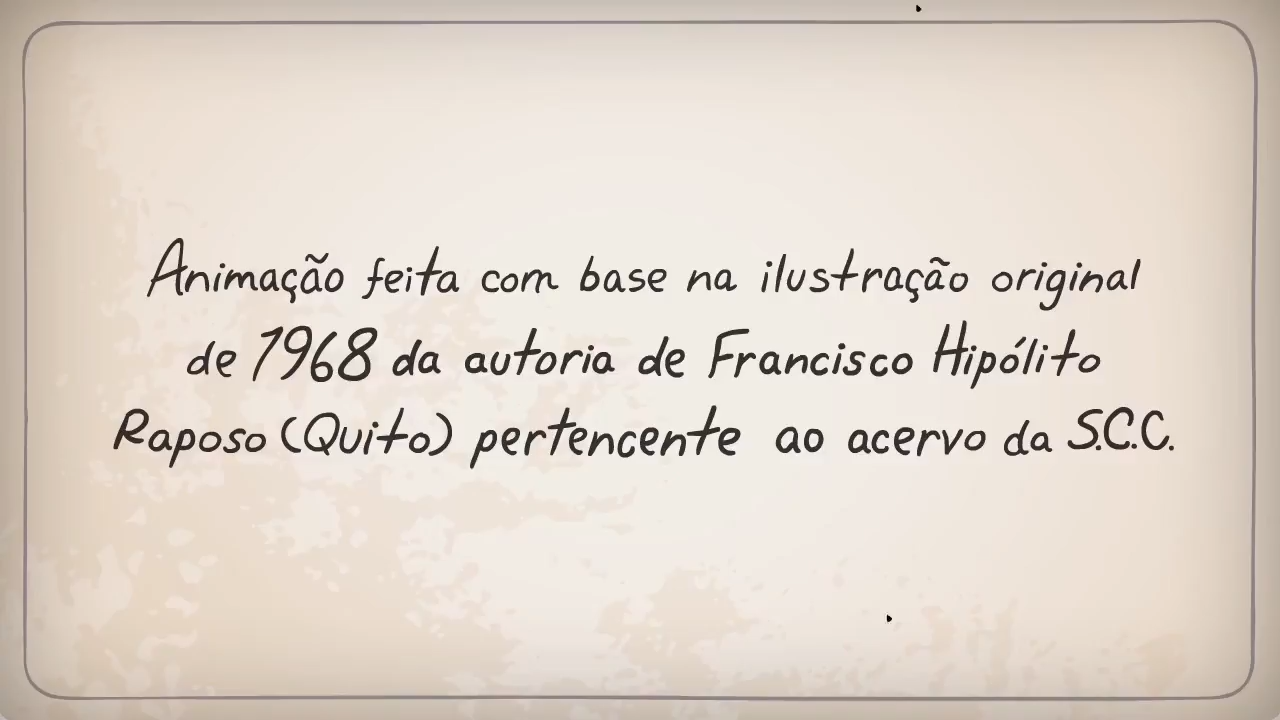 Animação feita com base na ilustração original
de 1968 da autoria de Francisco Hipólito
Raposo (Quito) pertencente ao acervo da S.C.C.